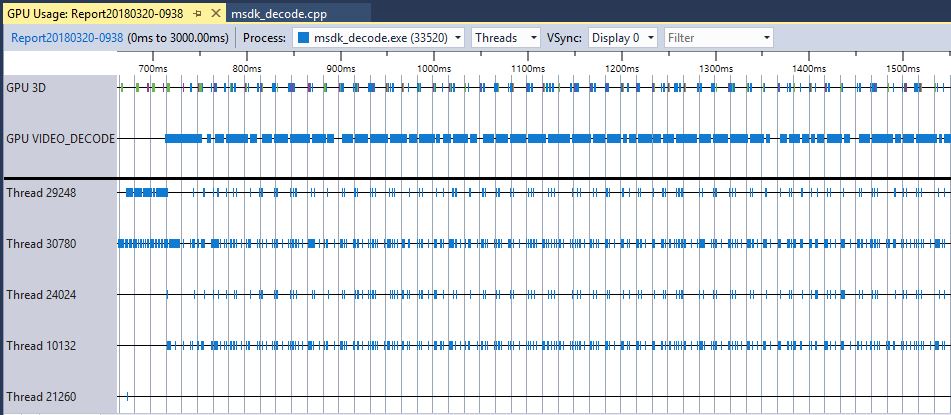 GPU Usage: Report20180320-0938 msdk_decode.cpp
Report20180320-0938 (0ms to 3000.00ms) Process: msdk_decode.exe (33520) Threads VSync: Display 0 Filter
700ms 800ms 900ms 1000ms 1100ms 1200ms 1300ms 1400ms 1500ms
GPU 3D
GPU VIDEO_DECODE
Thread 29248
Thread 30780
Thread 24024
Thread 10132
Thread 21260